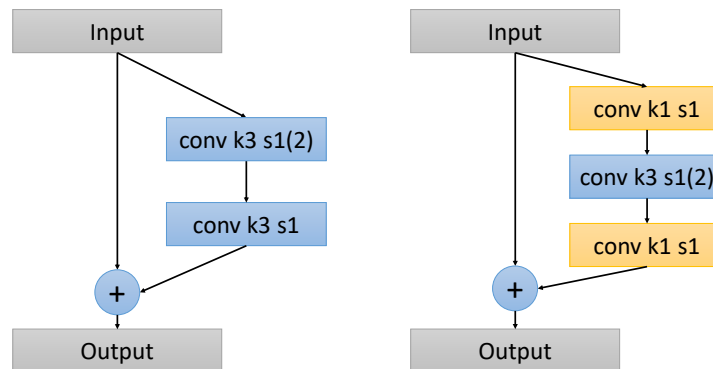 Input
conv k3 s1(2)
conv k3 s1
+
Output
Input
conv k1 s1
conv k3 s1(2)
conv k1 s1
+
Output